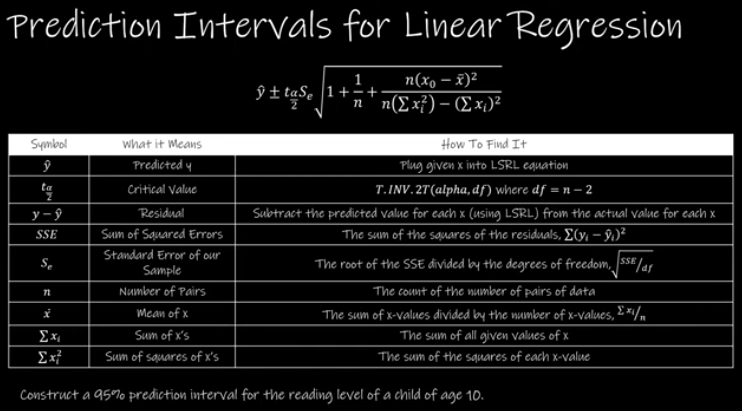 Prediction Intervals for Linear Regression
ŷ ± t_{α/2} S_e √(1 + 1/n + n(x₀ − x̄)² / (n(∑xᵢ²) − (∑xᵢ)²))
Symbol What it Means How To Find It
ŷ Predicted y Plug given x into LSRL equation
t_{α/2} Critical Value T.INV.2T(alpha, df) where df = n − 2
y − ŷ Residual Subtract the predicted value for each x (using LSRL) from the actual value for each x
SSE Sum of Squared Errors The sum of the squares of the residuals, ∑(yᵢ − ŷᵢ)²
S_e Standard Error of our Sample The root of the SSE divided by the degrees of freedom, √(SSE/df)
n Number of Pairs The count of the number of pairs of data
x̄ Mean of x The sum of x-values divided by the number of x-values, ∑xᵢ/n
∑xᵢ Sum of x's The sum of all given values of x
∑xᵢ² Sum of squares of x's The sum of the squares of each x-value
Construct a 95% prediction interval for the reading level of a child of age 10.